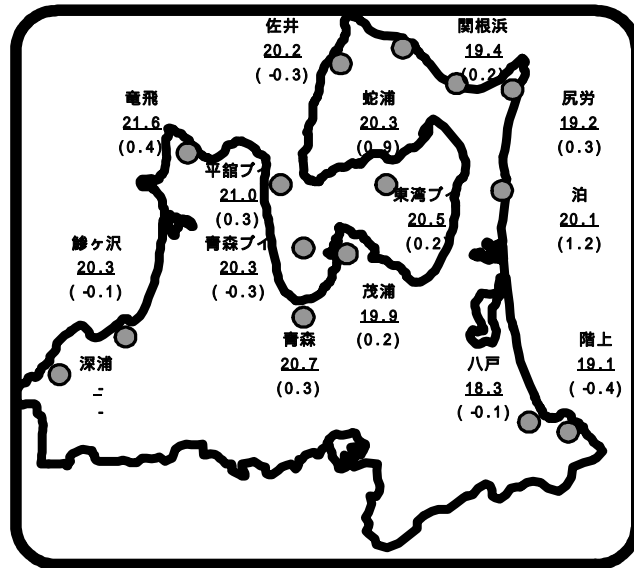 佐井
20.2
( -0.3)
関根浜
19.4
(0.2)
竜飛
21.6
(0.4)
蛇浦
20.3
(0.9)
尻労
19.2
(0.3)
平舘ブイ
21.0
(0.3)
東湾ブイ
20.5
(0.2)
泊
20.1
(1.2)
鯵ヶ沢
20.3
( -0.1)
青森ブイ
20.3
( -0.3)
茂浦
19.9
(0.2)
深浦
-
-
青森
20.7
(0.3)
八戸
18.3
( -0.1)
階上
19.1
( -0.4)